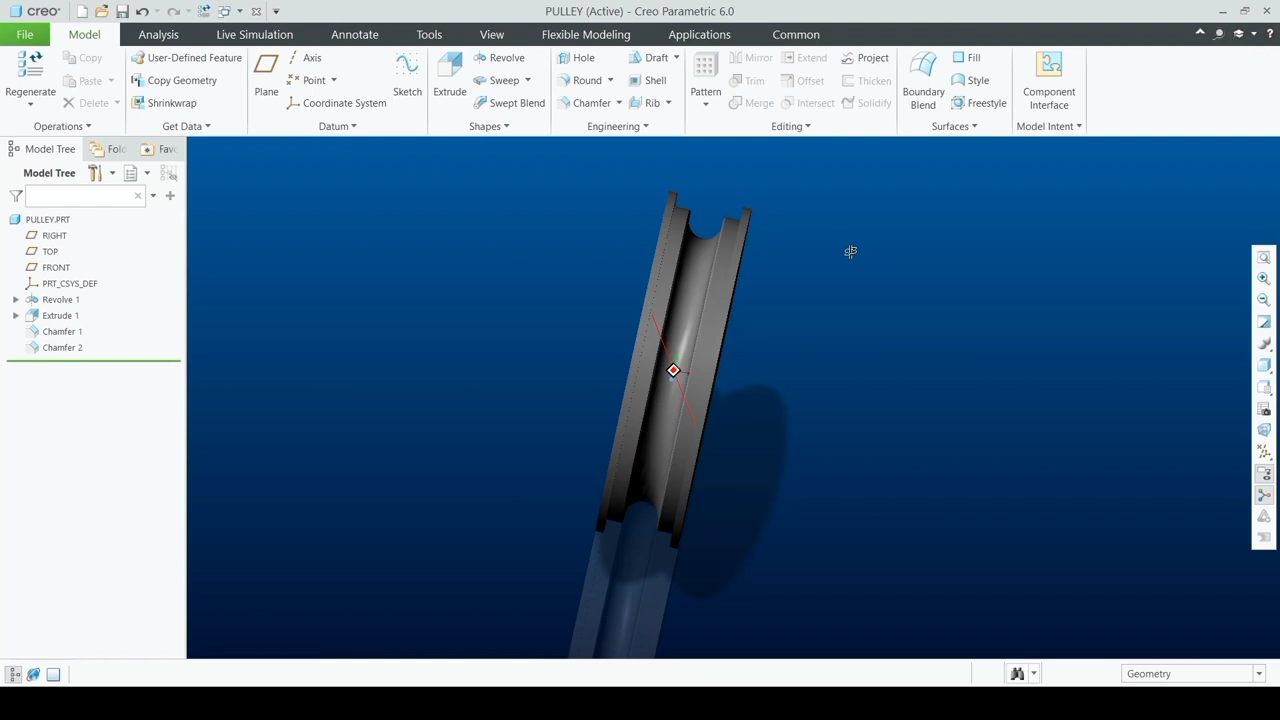 creo
PULLEY (Active) - Creo Parametric 6.0
File Model Analysis Live Simulation Annotate Tools View Flexible Modeling Applications Common
Regenerate
Copy
Paste
Delete
Operations
User-Defined Feature
Copy Geometry
Shrinkwrap
Get Data
Plane
Axis
Point
Coordinate System
Sketch
Datum
Extrude
Revolve
Sweep
Swept Blend
Shapes
Hole
Round
Chamfer
Draft
Shell
Rib
Engineering
Pattern
Mirror
Trim
Merge
Extend
Offset
Intersect
Project
Thicken
Solidify
Editing
Boundary
Blend
Fill
Style
Freestyle
Surfaces
Component
Interface
Model Intent
Model Tree Fol Fav
Model Tree
PULLEY.PRT
RIGHT
TOP
FRONT
PRT_CSYS_DEF
Revolve 1
Extrude 1
Chamfer 1
Chamfer 2
Geometry